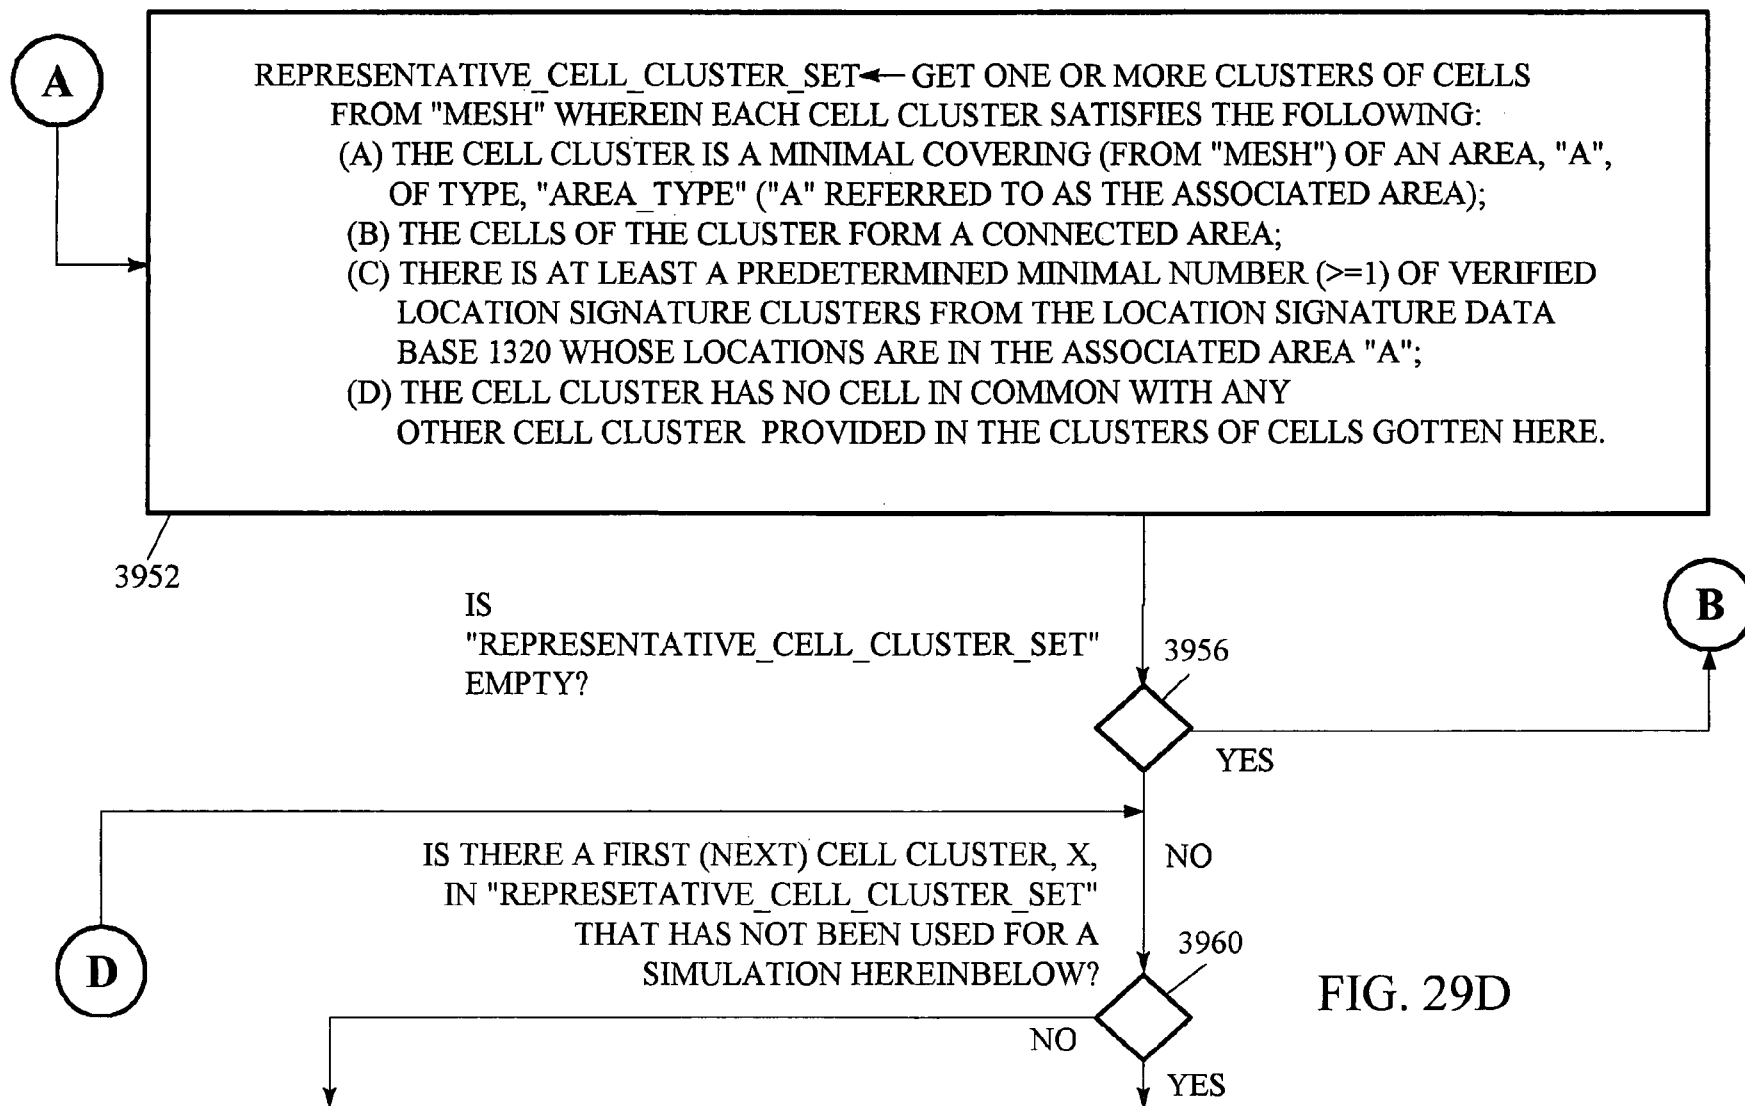 A
REPRESENTATIVE_CELL_CLUSTER_SET← GET ONE OR MORE CLUSTERS OF CELLS
FROM "MESH" WHEREIN EACH CELL CLUSTER SATISFIES THE FOLLOWING:
(A) THE CELL CLUSTER IS A MINIMAL COVERING (FROM "MESH") OF AN AREA, "A",
OF TYPE, "AREA_TYPE" ("A" REFERRED TO AS THE ASSOCIATED AREA);
(B) THE CELLS OF THE CLUSTER FORM A CONNECTED AREA;
(C) THERE IS AT LEAST A PREDETERMINED MINIMAL NUMBER (>=1) OF VERIFIED
LOCATION SIGNATURE CLUSTERS FROM THE LOCATION SIGNATURE DATA
BASE 1320 WHOSE LOCATIONS ARE IN THE ASSOCIATED AREA "A";
(D) THE CELL CLUSTER HAS NO CELL IN COMMON WITH ANY
OTHER CELL CLUSTER PROVIDED IN THE CLUSTERS OF CELLS GOTTEN HERE.
3952
IS
"REPRESENTATIVE_CELL_CLUSTER_SET"
EMPTY?
3956
B
YES
NO
IS THERE A FIRST (NEXT) CELL CLUSTER, X,
IN "REPRESETATIVE_CELL_CLUSTER_SET"
THAT HAS NOT BEEN USED FOR A
SIMULATION HEREINBELOW?
D
3960
FIG. 29D
NO
YES